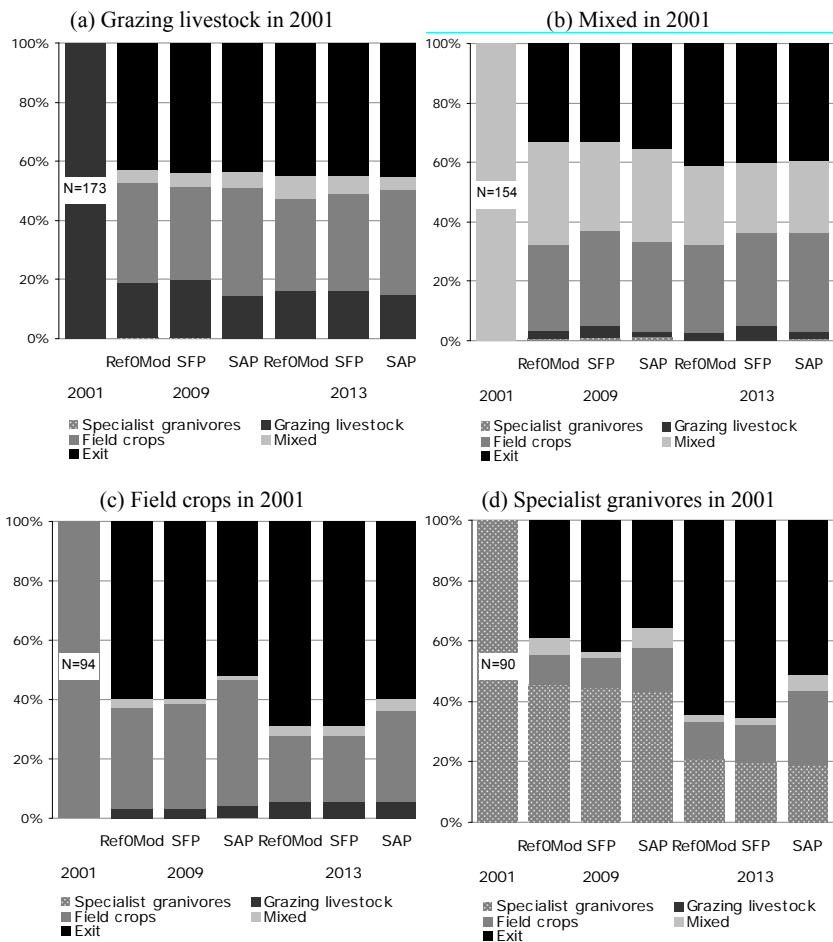 (a) Grazing livestock in 2001
100%
80%
60%
40%
20%
0%
N=173
Ref0Mod SFP SAP Ref0Mod SFP SAP
2001 2009 2013
Specialist granivores Grazing livestock
Field crops Mixed
Exit
(b) Mixed in 2001
100%
80%
60%
40%
20%
0%
N=154
Ref0Mod SFP SAP Ref0Mod SFP SAP
2001 2009 2013
Specialist granivores Grazing livestock
Field crops Mixed
Exit
(c) Field crops in 2001
100%
80%
60%
40%
20%
0%
N=94
Ref0Mod SFP SAP Ref0Mod SFP SAP
2001 2009 2013
Specialist granivores Grazing livestock
Field crops Mixed
Exit
(d) Specialist granivores in 2001
100%
80%
60%
40%
20%
0%
N=90
Ref0Mod SFP SAP Ref0Mod SFP SAP
2001 2009 2013
Specialist granivores Grazing livestock
Field crops Mixed
Exit